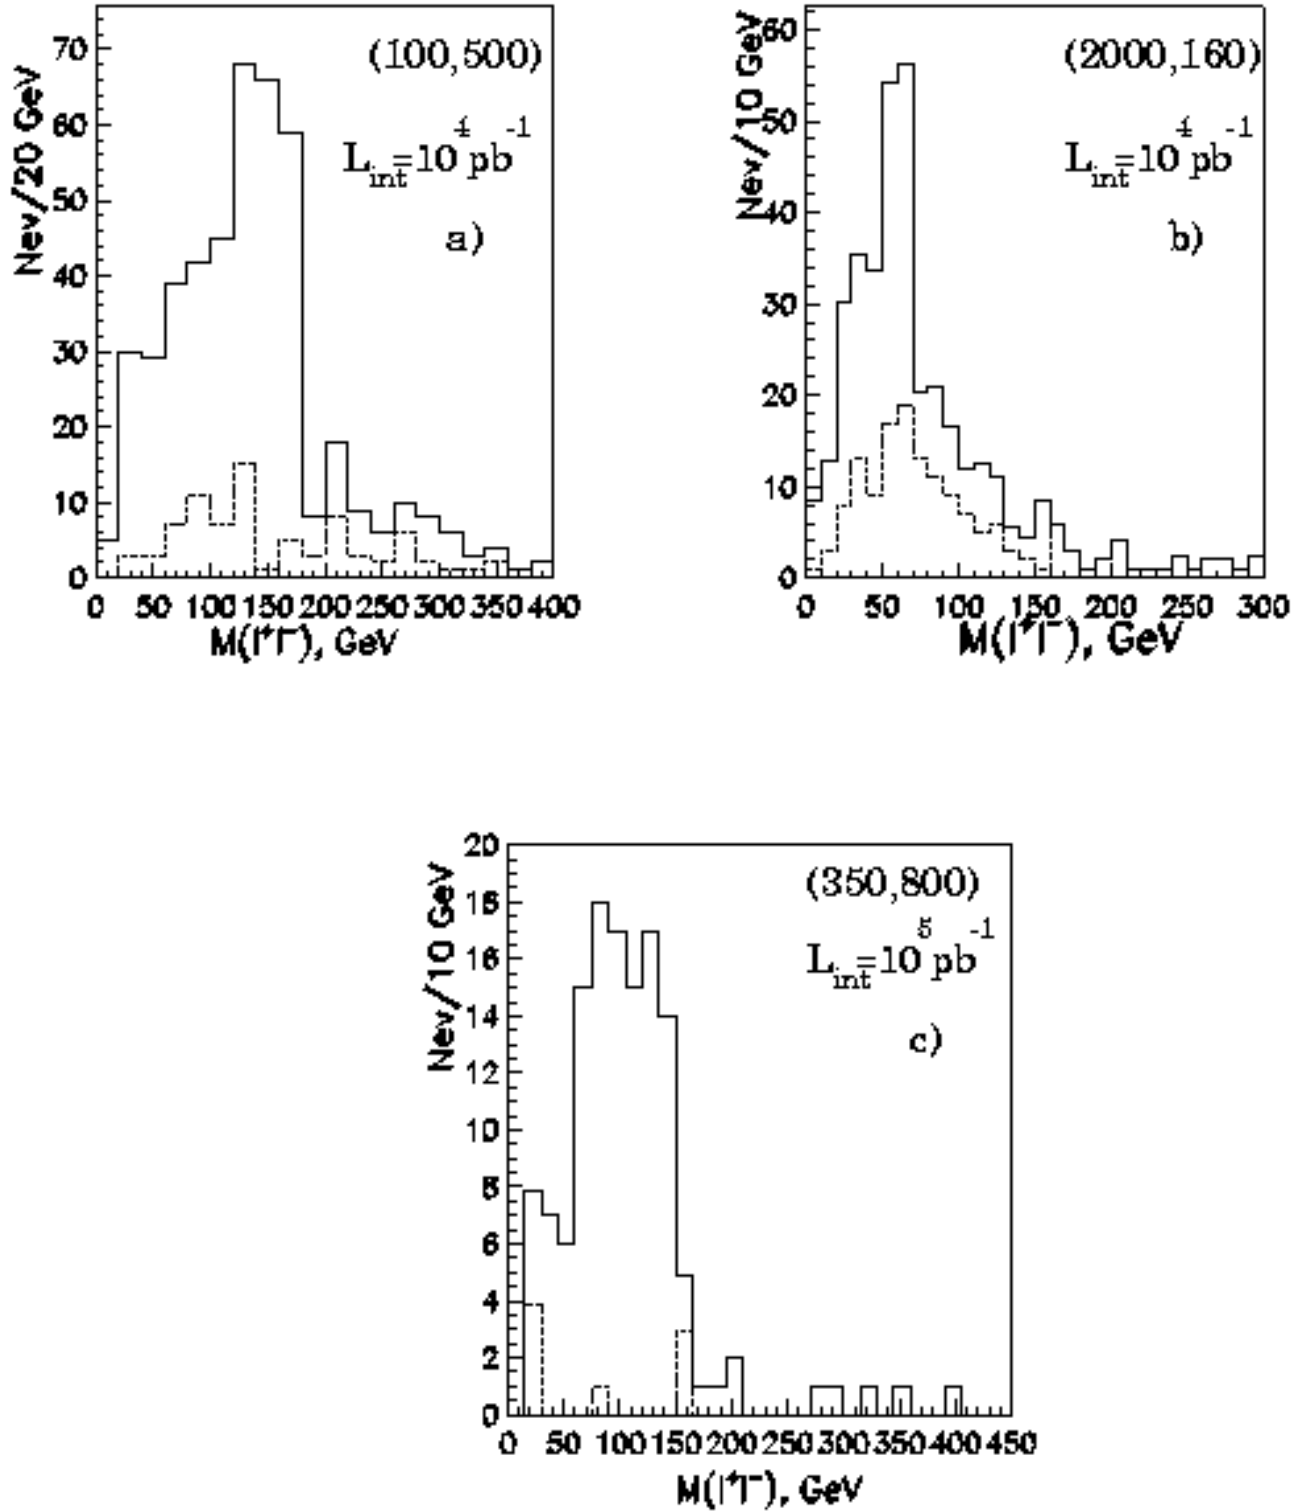 Nev/20 GeV
70
60
50
40
30
20
10
0
(100,500)
L_int=10^4 pb^-1
a)
0 50 100 150 200 250 300 350 400
M(l⁺l⁻), GeV
Nev/10 GeV
60
50
40
30
20
10
0
(2000,160)
L_int=10^4 pb^-1
b)
0 50 100 150 200 250 300
M(l⁺l⁻), GeV
Nev/10 GeV
20
18
16
14
12
10
8
6
4
2
0
(350,800)
L_int=10^5 pb^-1
c)
0 50 100 150 200 250 300 350 400 450
M(l⁺l⁻), GeV